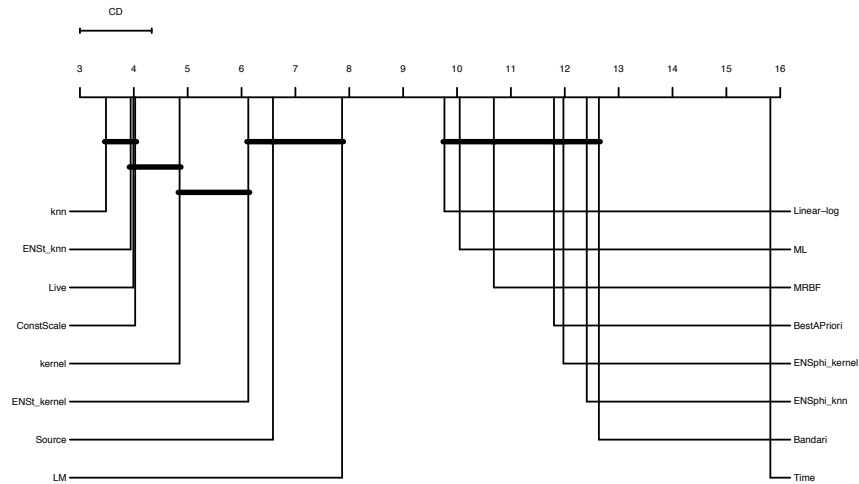 CD
3 4 5 6 7 8 9 10 11 12 13 14 15 16
knn Linear−log
ENSt_knn ML
Live MRBF
ConstScale BestAPriori
kernel ENSphi_kernel
ENSt_kernel ENSphi_knn
Source Bandari
LM Time